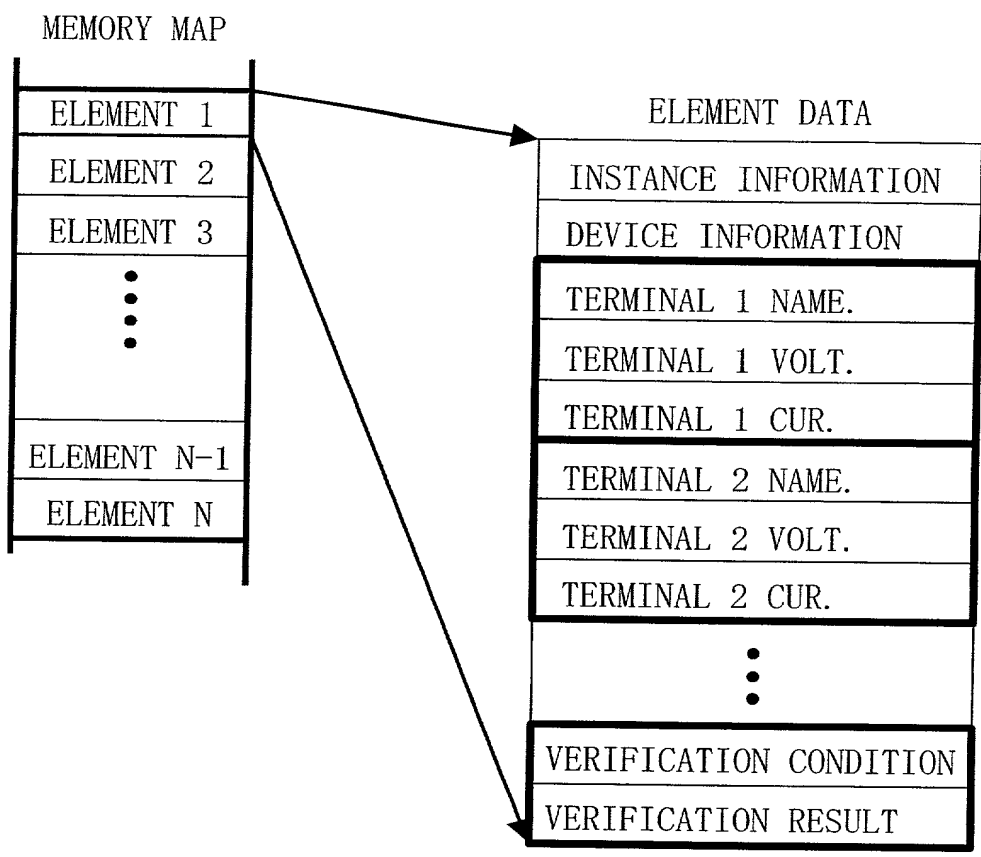 MEMORY MAP
ELEMENT 1
ELEMENT 2
ELEMENT 3
ELEMENT N-1
ELEMENT N
ELEMENT DATA
INSTANCE INFORMATION
DEVICE INFORMATION
TERMINAL 1 NAME.
TERMINAL 1 VOLT.
TERMINAL 1 CUR.
TERMINAL 2 NAME.
TERMINAL 2 VOLT.
TERMINAL 2 CUR.
VERIFICATION CONDITION
VERIFICATION RESULT